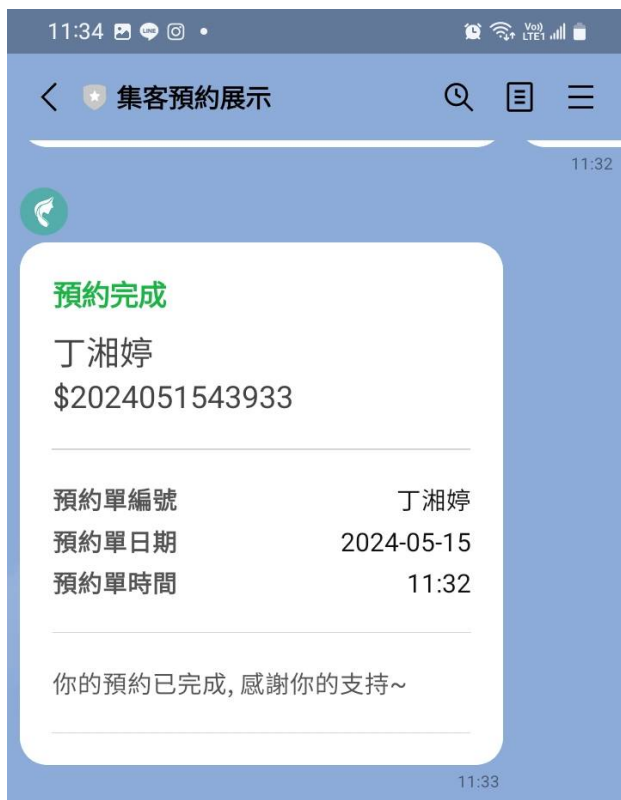 11:34
Vo)) LTE1
集客預約展示
11:32
預約完成
丁湘婷
$2024051543933
預約單編號 丁湘婷
預約單日期 2024-05-15
預約單時間 11:32
你的預約已完成, 感謝你的支持~
11:33